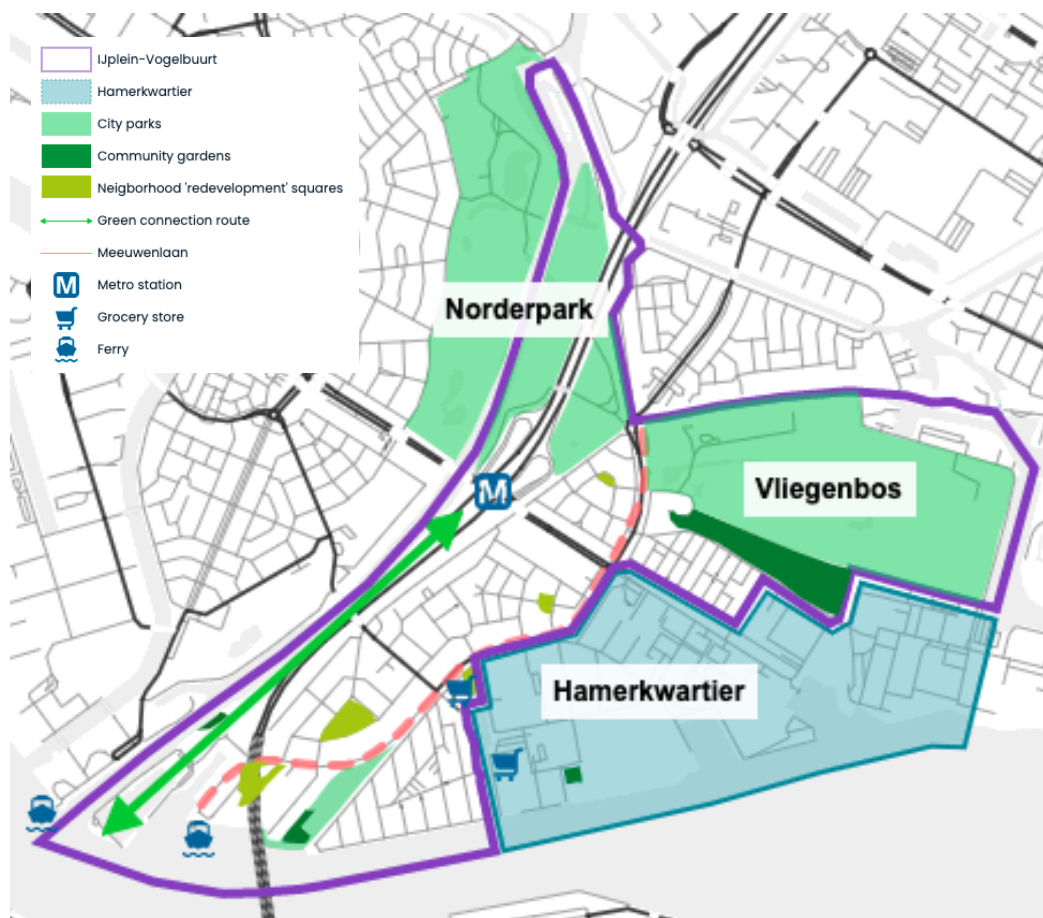 IJplein-Vogelbuurt
Hamerkwartier
City parks
Community gardens
Neigborhood 'redevelopment' squares
Green connection route
Meeuwenlaan
M Metro station
Grocery store
Ferry
Norderpark
M
Vliegenbos
Hamerkwartier